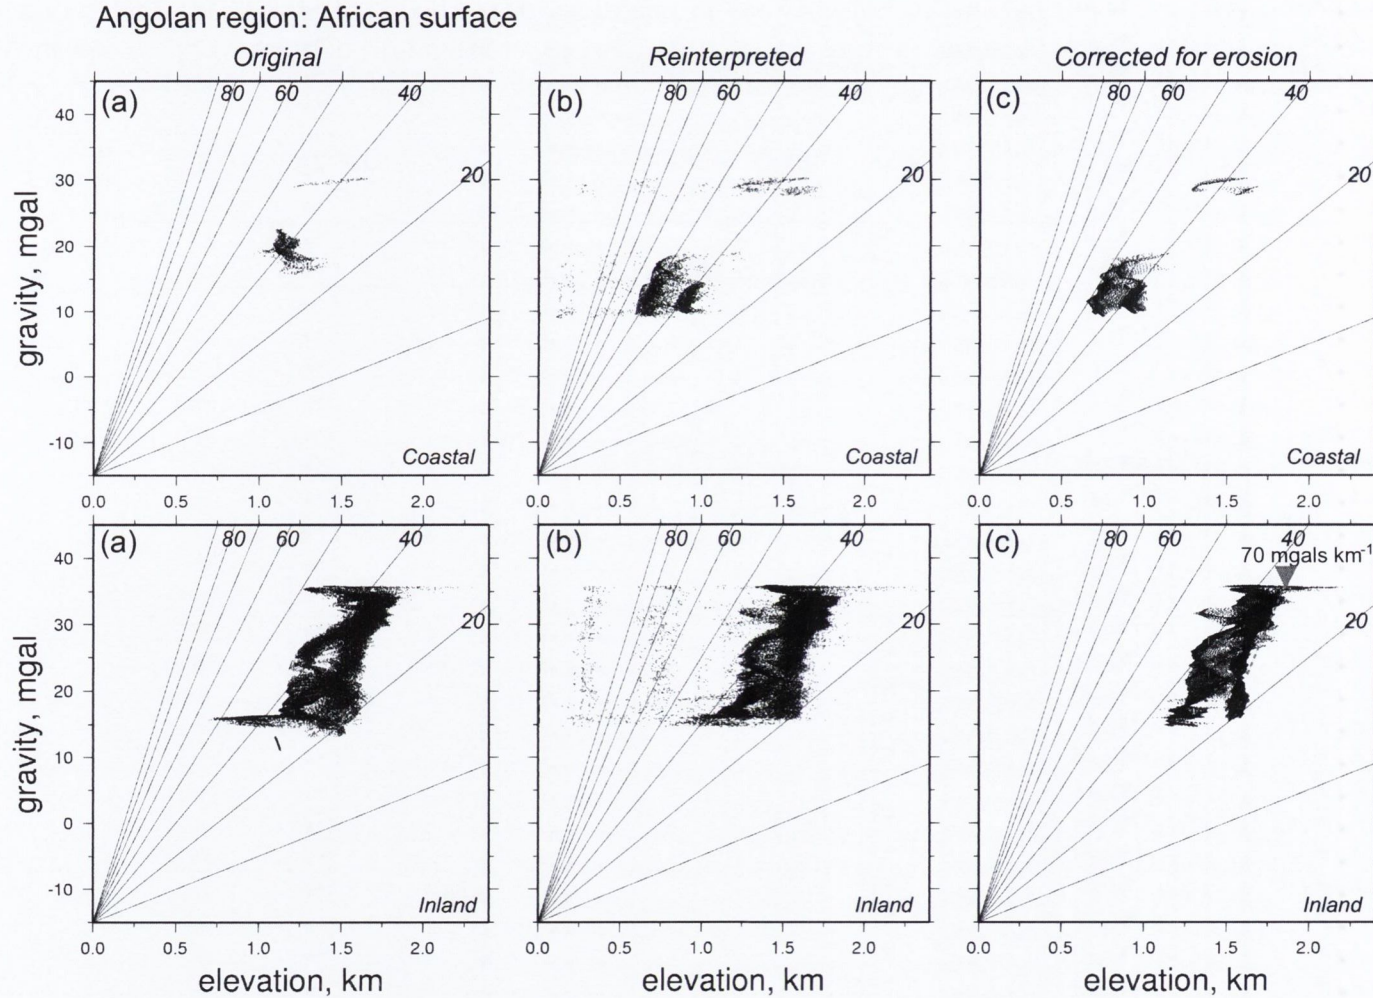 Angolan region: African surface
Original Reinterpreted Corrected for erosion
(a) 80 60 40 (b) 80 60 40 (c) 80 60 40
40
30
20 20 20
20
gravity, mgal
10
0
-10
Coastal Coastal Coastal
0.0 0.5 1.0 1.5 2.0 0.0 0.5 1.0 1.5 2.0 0.0 0.5 1.0 1.5 2.0
(a) 80 60 40 (b) 80 60 40 (c) 80 60 40
70 mgals km-1
40
30
20 20 20
20
gravity, mgal
10
0
-10
Inland Inland Inland
0.0 0.5 1.0 1.5 2.0 0.0 0.5 1.0 1.5 2.0 0.0 0.5 1.0 1.5 2.0
elevation, km elevation, km elevation, km